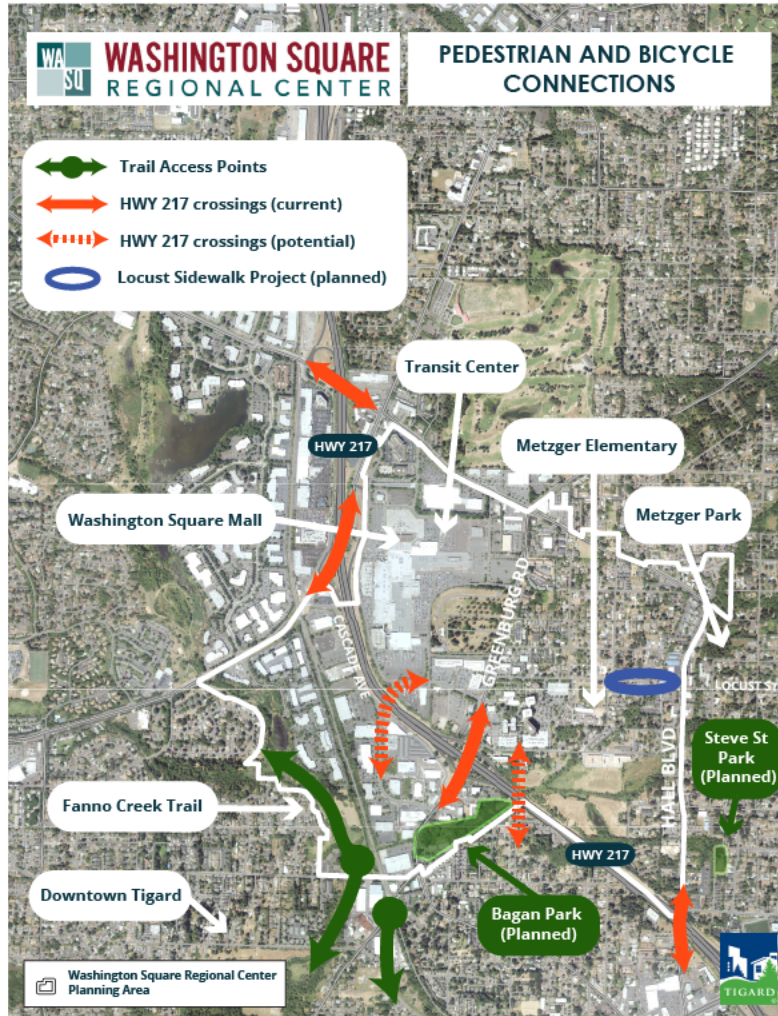 WA
SQ
WASHINGTON SQUARE
REGIONAL CENTER
PEDESTRIAN AND BICYCLE
CONNECTIONS
Trail Access Points
HWY 217 crossings (current)
HWY 217 crossings (potential)
Locust Sidewalk Project (planned)
Transit Center
HWY 217
Metzger Elementary
Washington Square Mall
Metzger Park
GREENBURG RD
CASCADE AVE
LOCUST ST
HALL BLVD
Steve St
Park
(Planned)
Fanno Creek Trail
HWY 217
Downtown Tigard
Bagan Park
(Planned)
Washington Square Regional Center
Planning Area
TIGARD